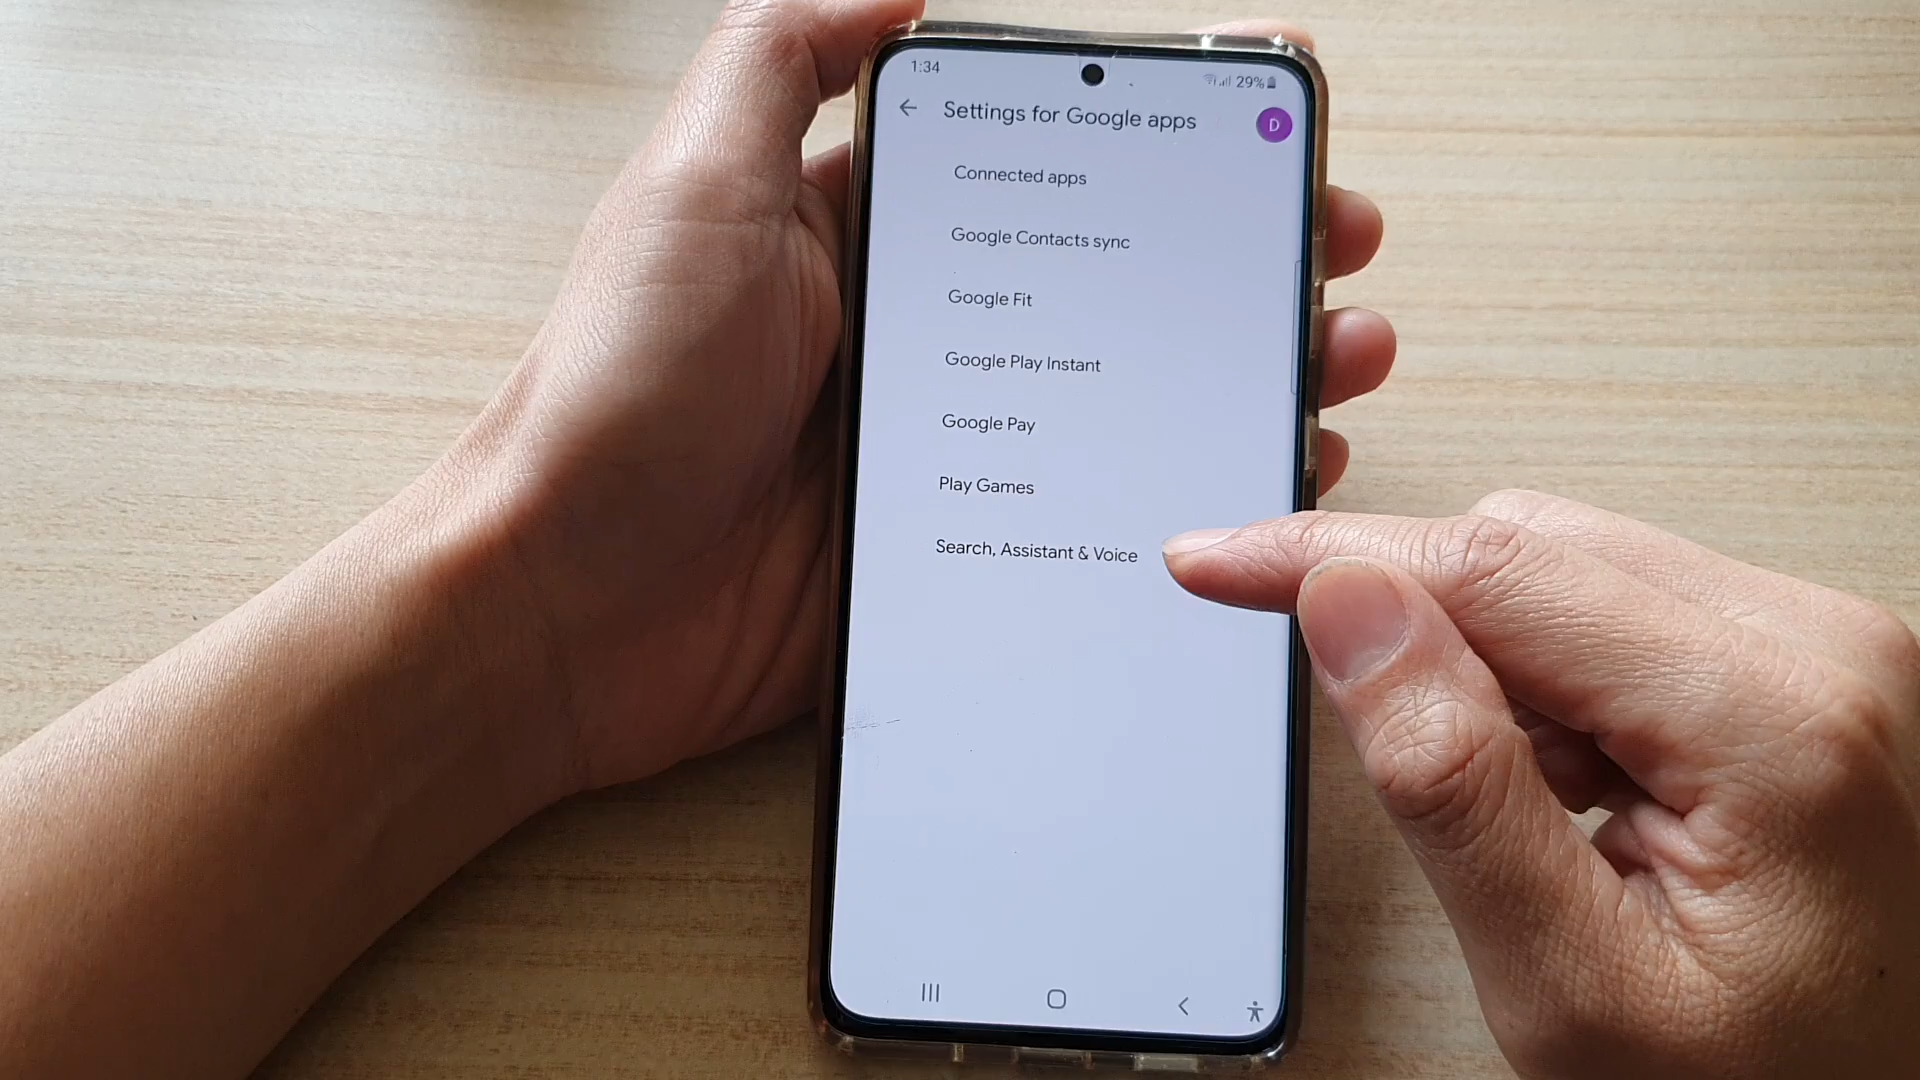 1:34
29%
Settings for Google apps
D
Connected apps
Google Contacts sync
Google Fit
Google Play Instant
Google Pay
Play Games
Search, Assistant & Voice